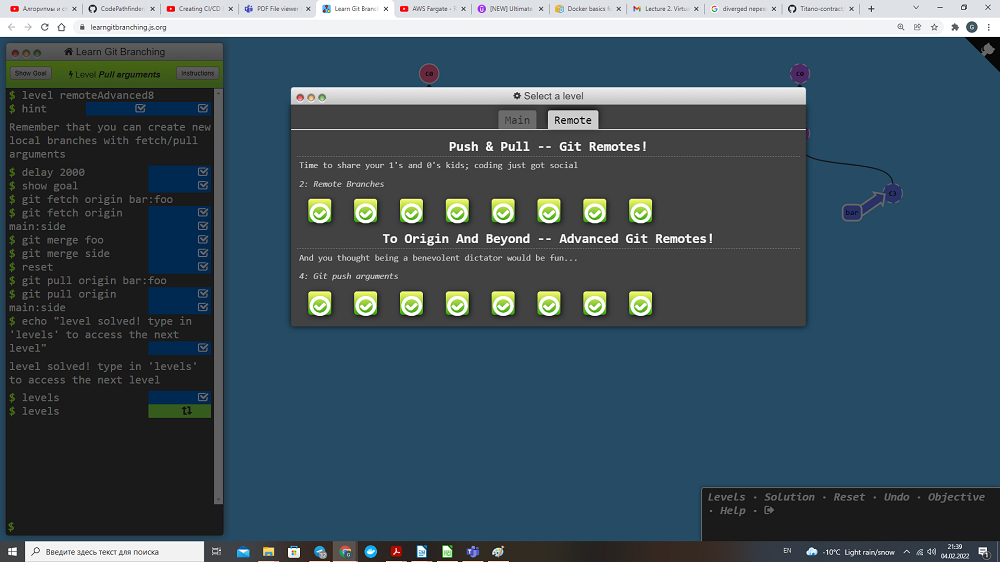 Алгоритмы и с
CodePathfinder
Creating CI/CD
PDF File viewer
Learn Git Branc
AWS Fargate
[NEW] Ultimate
Docker basics f
Lecture 2. Virtu
diverged перев
Titano-contract
learngitbranching.js.org
Learn Git Branching
Show Goal
Level Pull arguments
Instructions
$ level remoteAdvanced8
$ hint
Remember that you can create new
local branches with fetch/pull
arguments
$ delay 2000
$ show goal
$ git fetch origin bar:foo
$ git fetch origin
main:side
$ git merge foo
$ git merge side
$ reset
$ git pull origin bar:foo
$ git pull origin
main:side
$ echo "level solved! type in
'levels' to access the next
level"
level solved! type in 'levels'
to access the next level
$ levels
$ levels
$
C0
C0
Select a level
Main
Remote
Push & Pull -- Git Remotes!
Time to share your 1's and 0's kids; coding just got social
2: Remote Branches
To Origin And Beyond -- Advanced Git Remotes!
And you thought being a benevolent dictator would be fun...
4: Git push arguments
bar
C3
Levels · Solution · Reset · Undo · Objective
· Help ·
Введите здесь текст для поиска
EN
-10°C Light rain/snow
21:39
04.02.2022